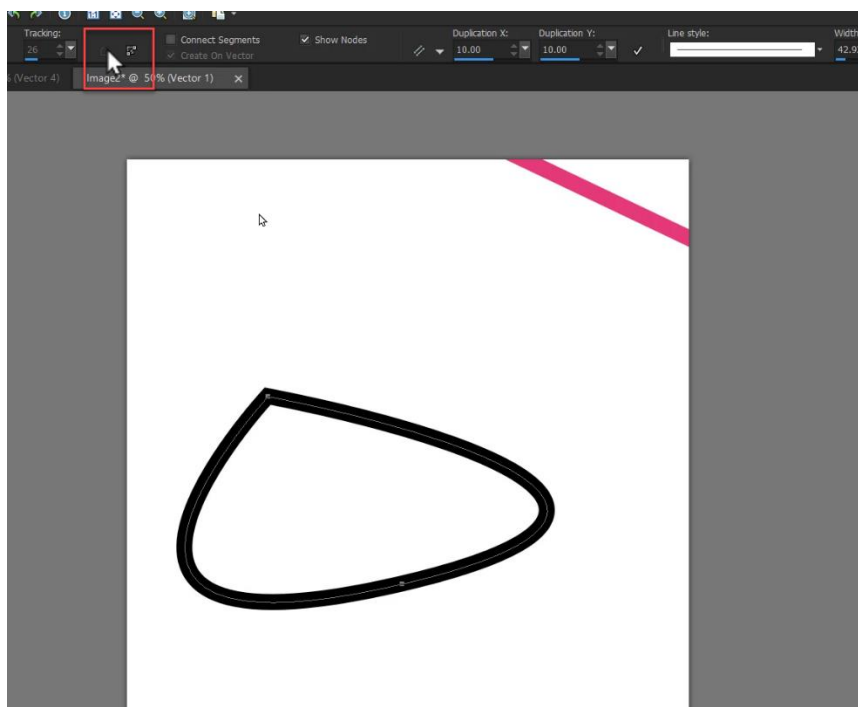 Tracking:
26
Connect Segments
Create On Vector
Show Nodes
Duplication X:
10.00
Duplication Y:
10.00
Line style:
Width
42.9
(Vector 4)
Image2* @ 50% (Vector 1)